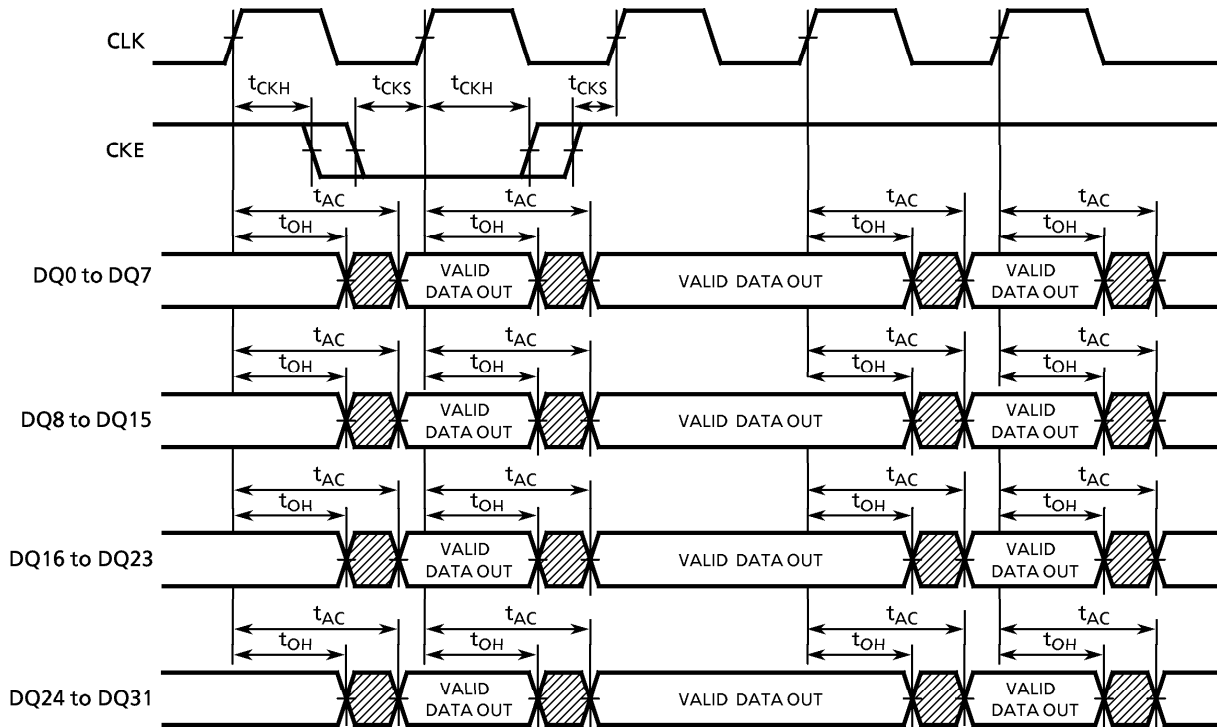 CLK
tCKH tCKS tCKH tCKS
CKE
tAC tAC tAC tAC
tOH tOH tOH tOH
DQ0 to DQ7
VALID DATA OUT
VALID DATA OUT
VALID DATA OUT
tAC tAC tAC tAC
tOH tOH tOH tOH
DQ8 to DQ15
VALID DATA OUT
VALID DATA OUT
VALID DATA OUT
tAC tAC tAC tAC
tOH tOH tOH tOH
DQ16 to DQ23
VALID DATA OUT
VALID DATA OUT
VALID DATA OUT
tAC tAC tAC tAC
tOH tOH tOH tOH
DQ24 to DQ31
VALID DATA OUT
VALID DATA OUT
VALID DATA OUT